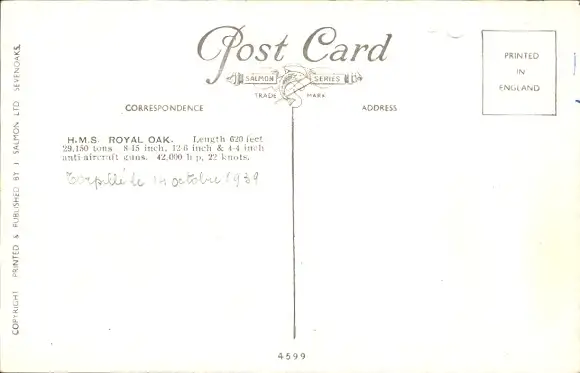 Post Card
SALMON SERIES
TRADE MARK
PRINTED
IN
ENGLAND
CORRESPONDENCE
ADDRESS
H.M.S. ROYAL OAK. Length 620 feet
29,150 tons 8-15 inch, 12-6 inch & 4-4 inch
anti-aircraft guns. 42,000 h p, 22 knots.
Torpillé le 14 octobre 1939
COPYRIGHT PRINTED & PUBLISHED BY J SALMON LTD SEVENOAKS
4599